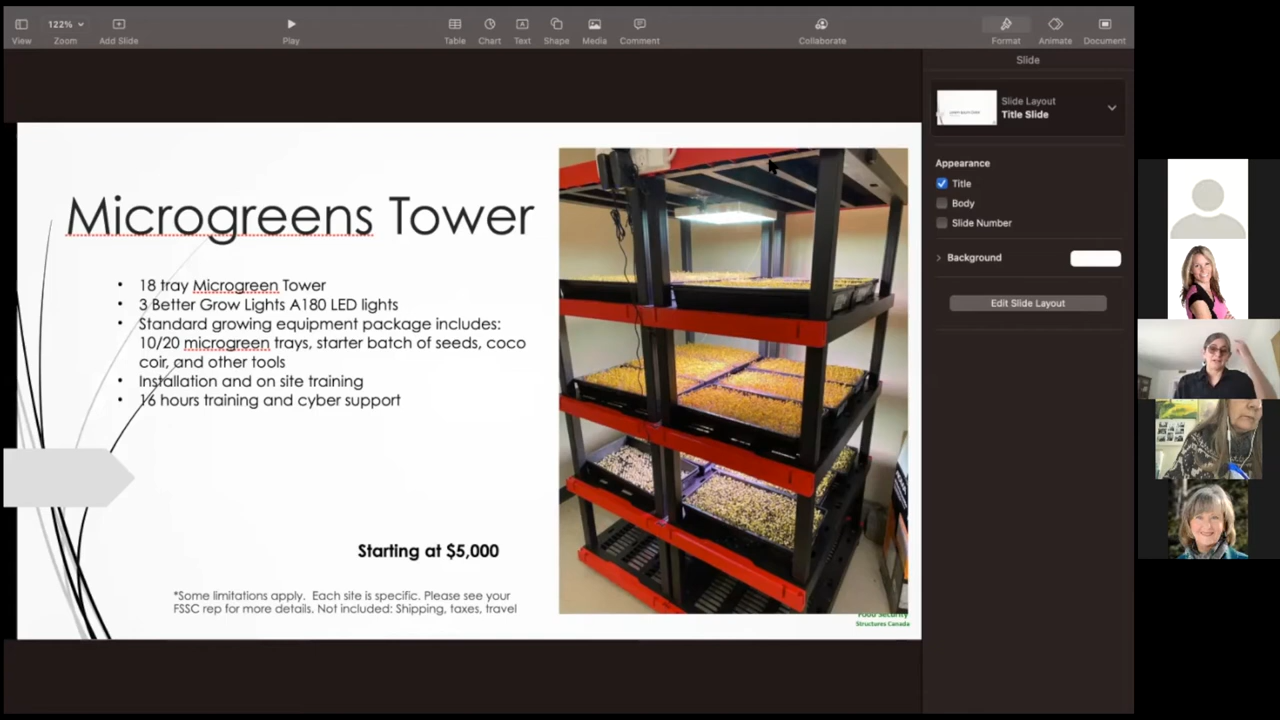 122%
View
Zoom
Add Slide
Play
Table
Chart
Text
Shape
Media
Comment
Collaborate
Format
Animate
Document
Slide
Slide Layout
Title Slide
Appearance
Title
Body
Slide Number
Background
Edit Slide Layout
Microgreens Tower
• 18 tray Microgreen Tower
• 3 Better Grow Lights A180 LED lights
• Standard growing equipment package includes:
10/20 microgreen trays, starter batch of seeds, coco
coir, and other tools
• Installation and on site training
• 16 hours training and cyber support
Starting at $5,000
*Some limitations apply. Each site is specific. Please see your
FSSC rep for more details. Not included: Shipping, taxes, travel
Food Security
Structures Canada